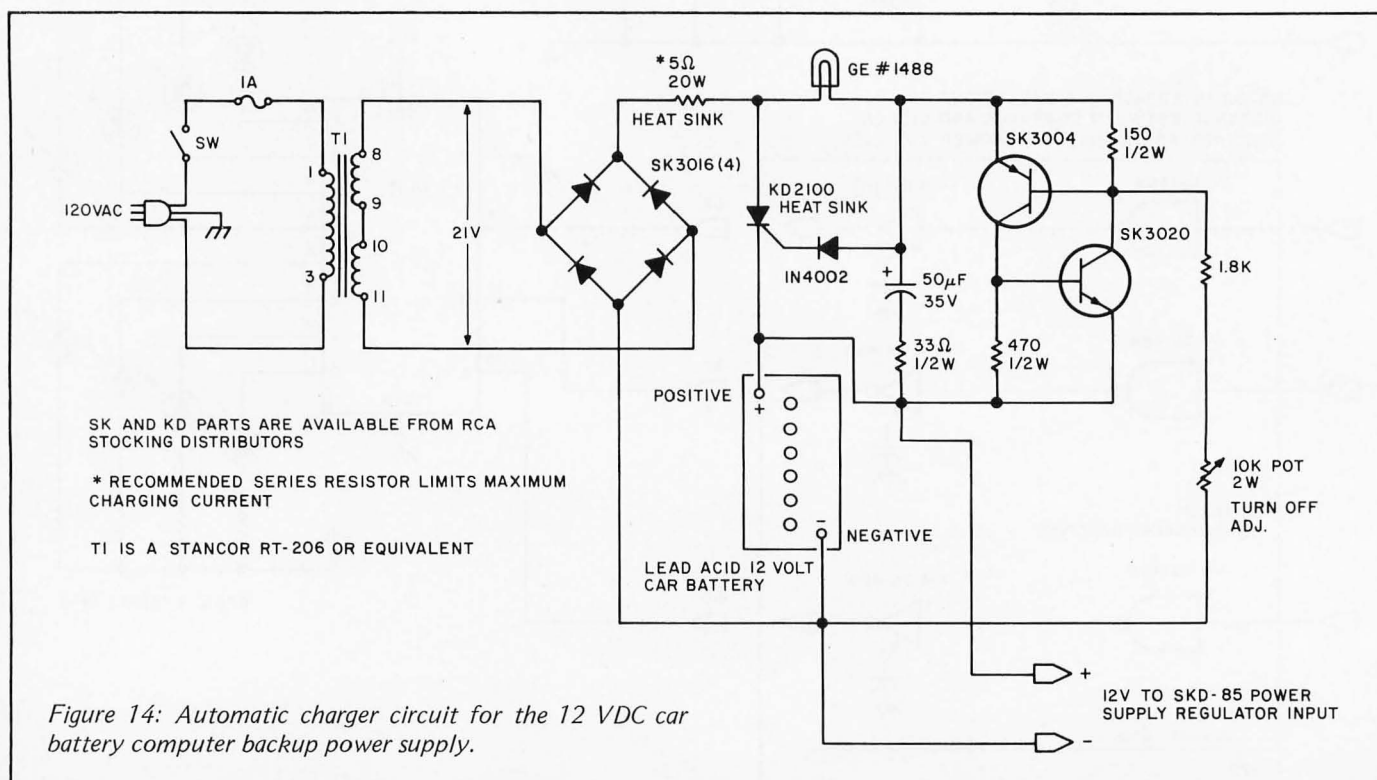 1A
SW
120VAC
T1
1
3
8
9
10
11
21V
*5Ω
20W
HEAT SINK
SK3016(4)
GE #1488
KD2100
HEAT SINK
1N4002
+
50µF
35V
33Ω
1/2W
SK3004
150
1/2W
SK3020
470
1/2W
1.8K
10K POT
2W
TURN OFF
ADJ.
POSITIVE
+
−
NEGATIVE
LEAD ACID 12 VOLT
CAR BATTERY
SK AND KD PARTS ARE AVAILABLE FROM RCA
STOCKING DISTRIBUTORS
* RECOMMENDED SERIES RESISTOR LIMITS MAXIMUM
CHARGING CURRENT
T1 IS A STANCOR RT-206 OR EQUIVALENT
+
−
12V TO SKD-85 POWER
SUPPLY REGULATOR INPUT
Figure 14: Automatic charger circuit for the 12 VDC car
battery computer backup power supply.